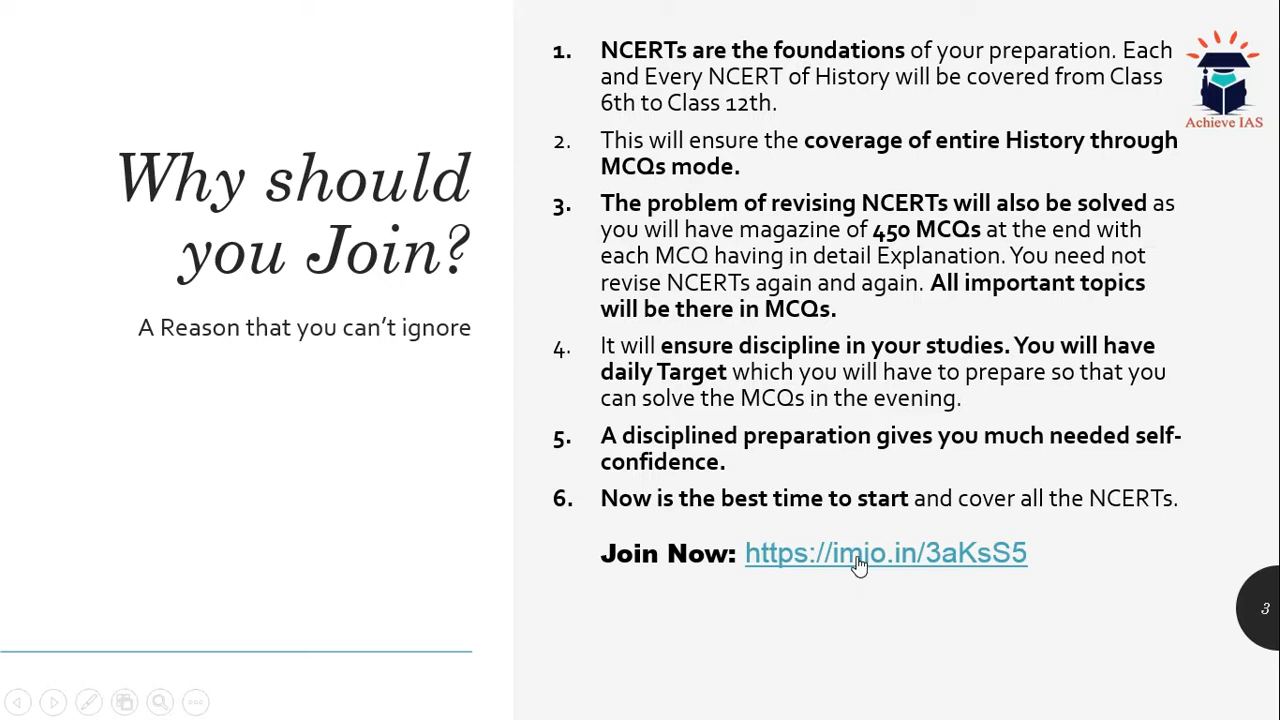 Why should
you Join?
A Reason that you can't ignore
1. NCERTs are the foundations of your preparation. Each
and Every NCERT of History will be covered from Class
6th to Class 12th.
2. This will ensure the coverage of entire History through
MCQs mode.
3. The problem of revising NCERTs will also be solved as
you will have magazine of 450 MCQs at the end with
each MCQ having in detail Explanation. You need not
revise NCERTs again and again. All important topics
will be there in MCQs.
4. It will ensure discipline in your studies. You will have
daily Target which you will have to prepare so that you
can solve the MCQs in the evening.
5. A disciplined preparation gives you much needed self-
confidence.
6. Now is the best time to start and cover all the NCERTs.
Join Now: https://imjo.in/3aKsS5
Achieve IAS
3